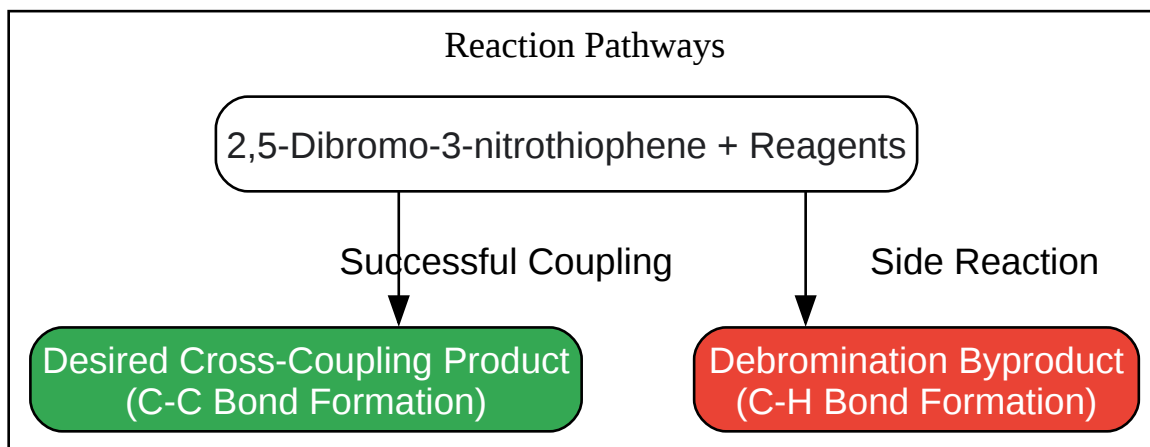 Reaction Pathways
2,5-Dibromo-3-nitrothiophene + Reagents
Successful Coupling
Side Reaction
Desired Cross-Coupling Product
(C-C Bond Formation)
Debromination Byproduct
(C-H Bond Formation)